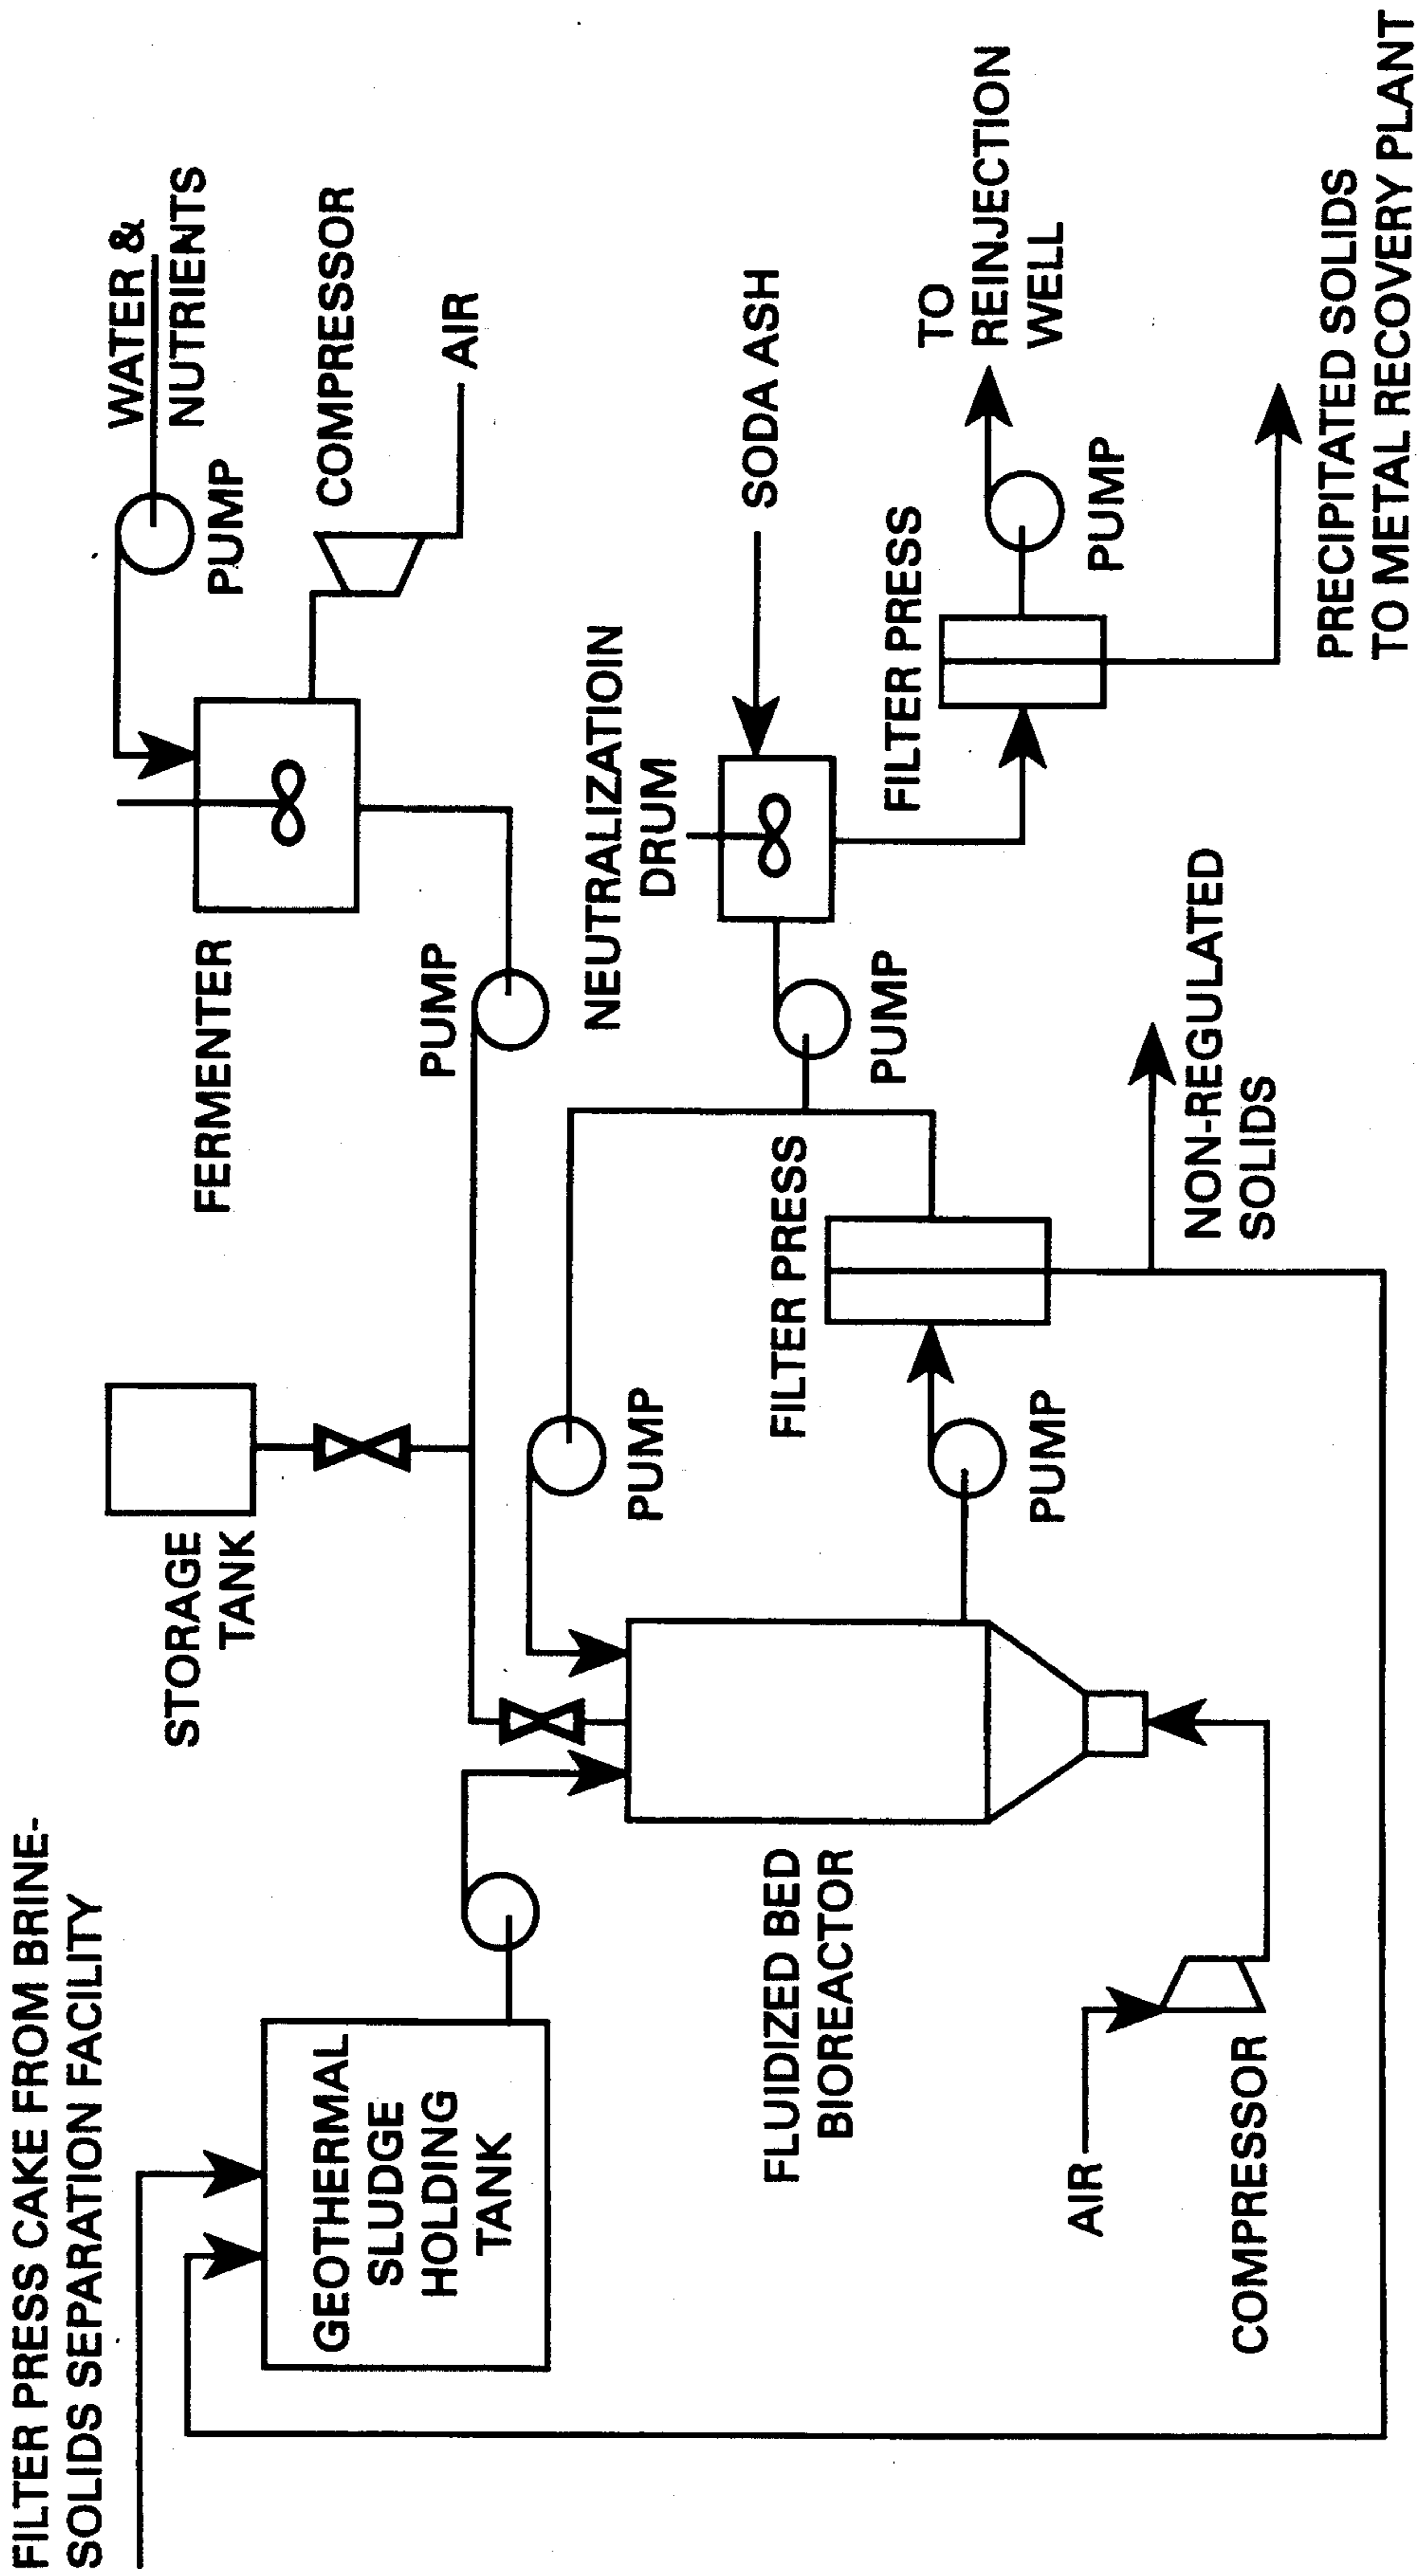 FILTER PRESS CAKE FROM BRINE-
SOLIDS SEPARATION FACILITY
STORAGE
TANK
FERMENTER
WATER &
NUTRIENTS
PUMP
COMPRESSOR
AIR
PUMP
GEOTHERMAL
SLUDGE
HOLDING
TANK
PUMP
NEUTRALIZATIOIN
DRUM
SODA ASH
FLUIDIZED BED
BIOREACTOR
FILTER PRESS
PUMP
FILTER PRESS
TO
REINJECTION
WELL
PUMP
PUMP
AIR
COMPRESSOR
NON-REGULATED
SOLIDS
PRECIPITATED SOLIDS
TO METAL RECOVERY PLANT